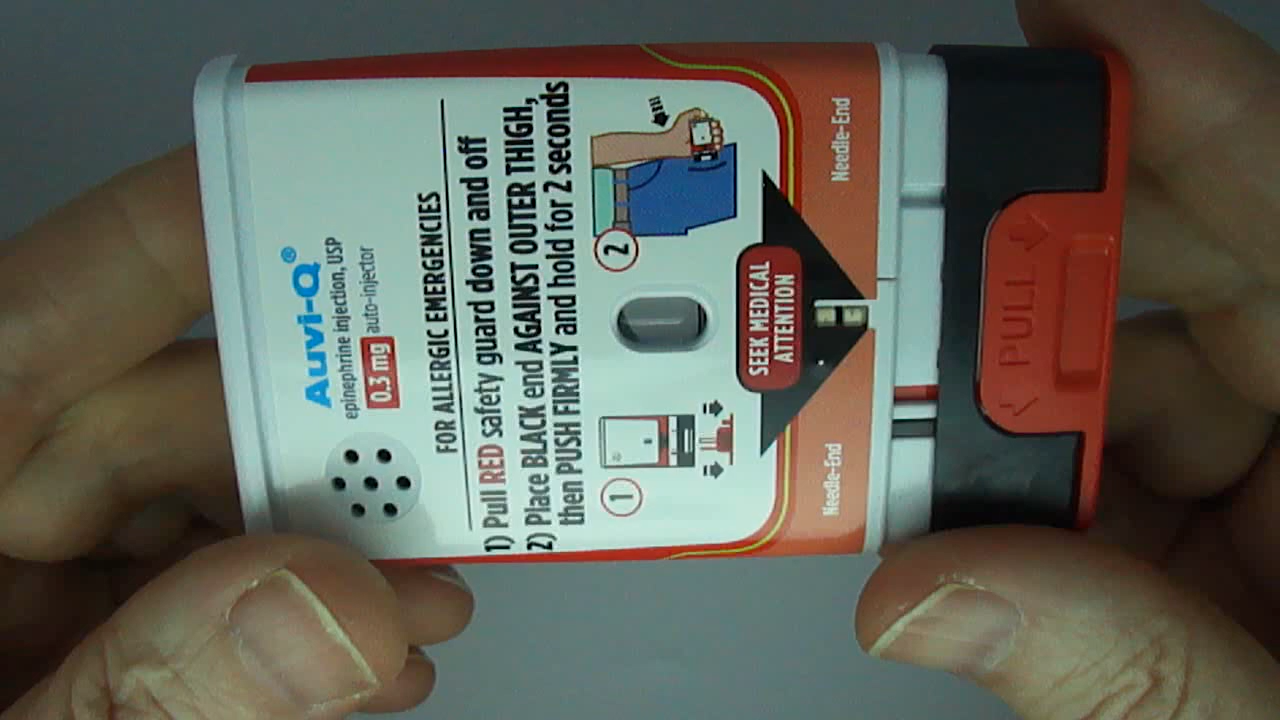 Auvi-Q®
epinephrine injection, USP
0.3 mg auto-injector
FOR ALLERGIC EMERGENCIES
1) Pull RED safety guard down and off
2) Place BLACK end AGAINST OUTER THIGH,
then PUSH FIRMLY and hold for 2 seconds
1
2
SEEK MEDICAL
ATTENTION
Needle-End
Needle-End
PULL